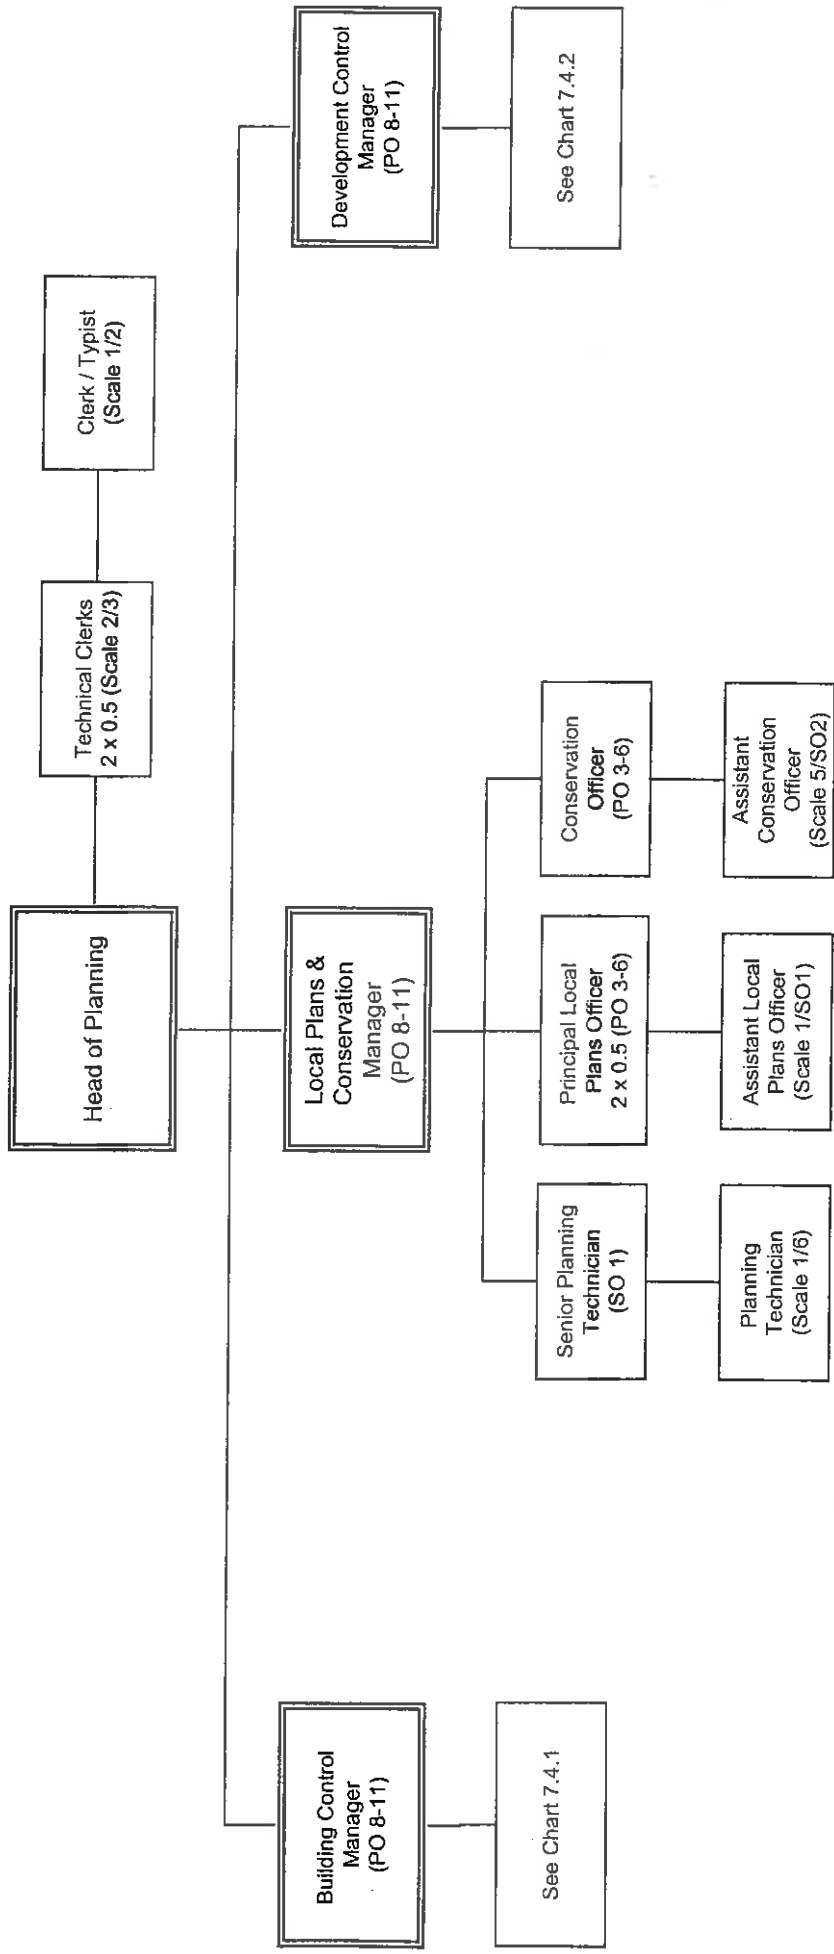 Head of Planning
Technical Clerks
2 x 0.5 (Scale 2/3)
Clerk / Typist
(Scale 1/2)
Building Control
Manager
(PO 8-11)
Local Plans &
Conservation
Manager
(PO 8-11)
Development Control
Manager
(PO 8-11)
See Chart 7.4.1
Senior Planning
Technician
(SO 1)
Principal Local
Plans Officer
2 x 0.5 (PO 3-6)
Conservation
Officer
(PO 3-6)
See Chart 7.4.2
Planning
Technician
(Scale 1/6)
Assistant Local
Plans Officer
(Scale 1/SO1)
Assistant
Conservation
Officer
(Scale 5/SO2)